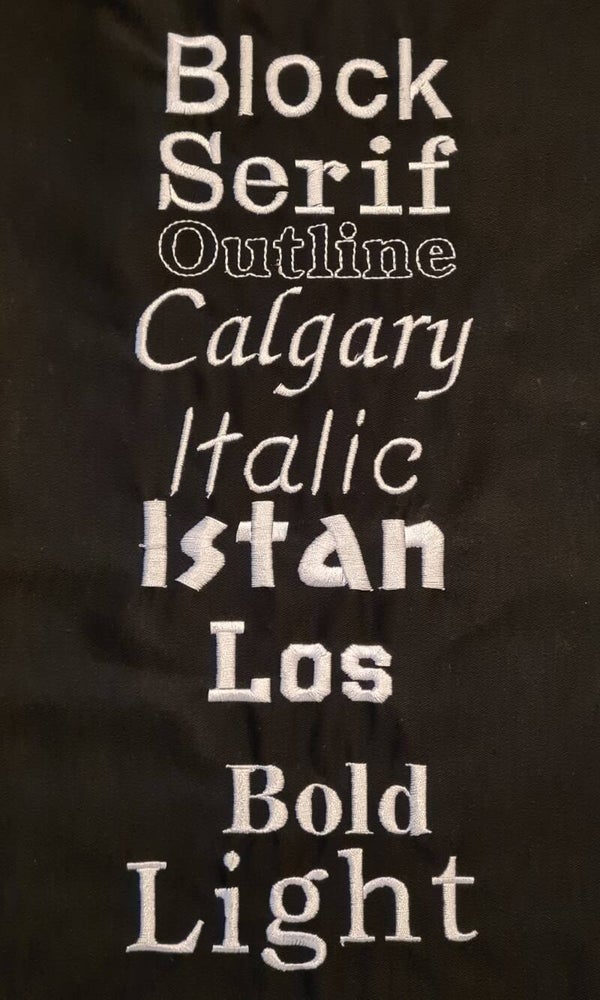 Block
Serif
Outline
Calgary
Italic
Istan
Los
Bold
Light